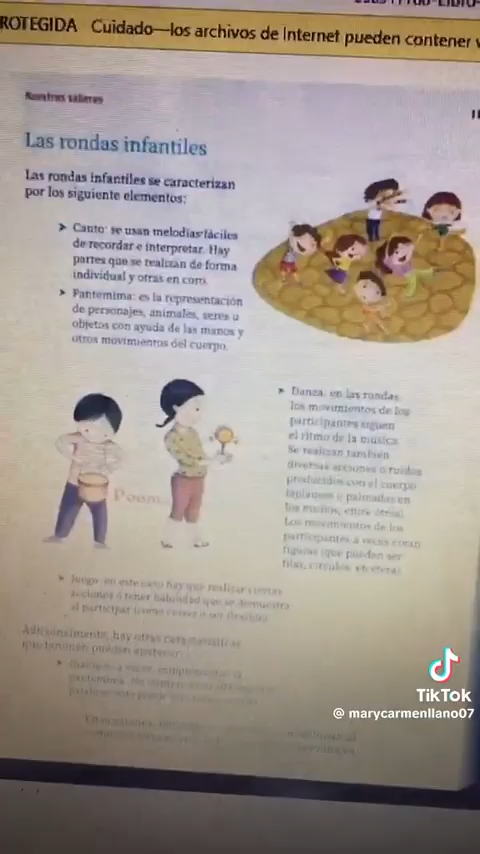 ROTEGIDA Cuidado—los archivos de Internet pueden contener v
Nuestros talleres
Las rondas infantiles
Las rondas infantiles se caracterizan
por los siguiente elementos:
➤ Canto: se usan melodías fáciles
de recordar e interpretar. Hay
partes que se realizan de forma
individual y otras en coro.
➤ Pantomima: es la representación
de personajes, animales, seres u
objetos con ayuda de las manos y
otros movimientos del cuerpo.
➤ Danza: en las rondas
los movimientos de los
participantes siguen
el ritmo de la música.
Se realizan también
diversas acciones o ruidos
producidos con el cuerpo
(aplausos o palmadas en
los muslos, entre otros).
Los movimientos de los
participantes a veces crean
figuras (que pueden ser
filas, círculos, etcétera).
Poom
➤ Juego: en este caso hay que realizar ciertas
acciones o tener habilidad que se demuestra
al participar
Adicionalmente, hay otras características
que también pueden aparecer:
TikTok
@ marycarmenllano07